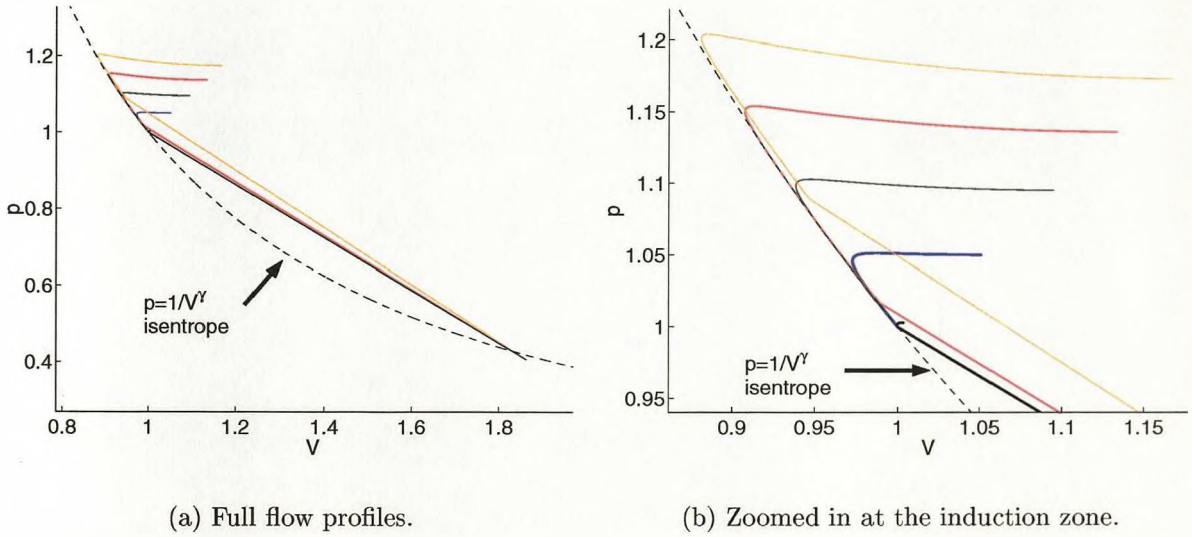 1.2
1
p
0.8
0.6
0.4
p=1/V^γ
isentrope
0.8
1
1.2
1.4
1.6
1.8
V
(a) Full flow profiles.
1.2
1.15
1.1
p
1.05
1
0.95
p=1/V^γ
isentrope
0.9
0.95
1
1.05
1.1
1.15
V
(b) Zoomed in at the induction zone.